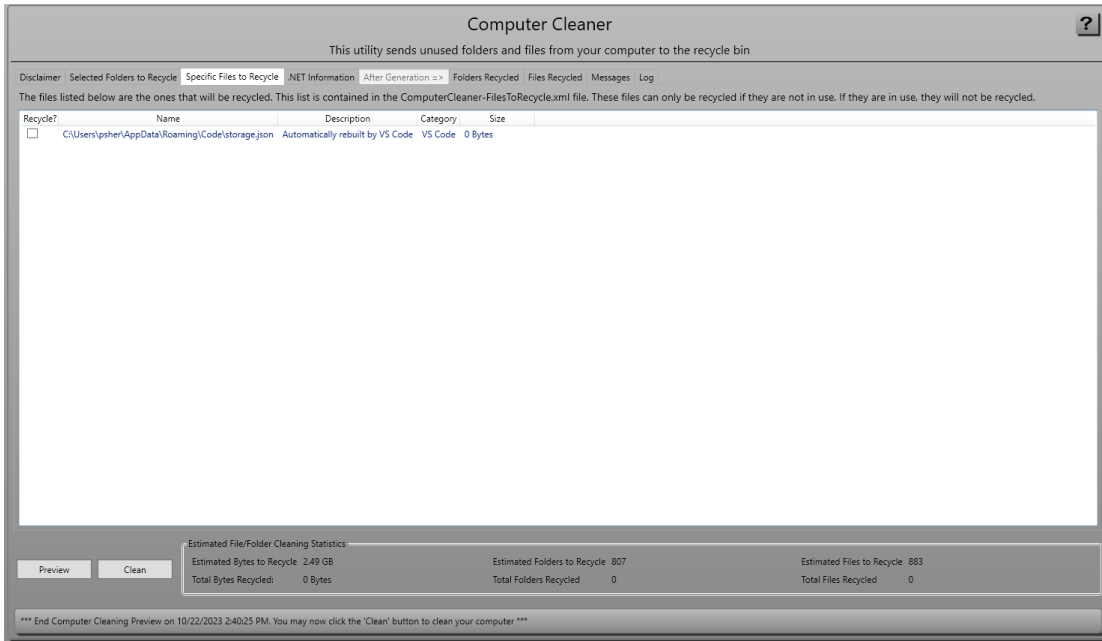 Computer Cleaner
?
This utility sends unused folders and files from your computer to the recycle bin
Disclaimer Selected Folders to Recycle Specific Files to Recycle .NET Information After Generation => Folders Recycled Files Recycled Messages Log
The files listed below are the ones that will be recycled. This list is contained in the ComputerCleaner-FilesToRecycle.xml file. These files can only be recycled if they are not in use. If they are in use, they will not be recycled.
Recycle? Name Description Category Size
C:\Users\psher\AppData\Roaming\Code\storage.json Automatically rebuilt by VS Code VS Code 0 Bytes
Estimated File/Folder Cleaning Statistics
Preview Clean
Estimated Bytes to Recycle 2.49 GB Estimated Folders to Recycle 807 Estimated Files to Recycle 883
Total Bytes Recycled: 0 Bytes Total Folders Recycled 0 Total Files Recycled 0
*** End Computer Cleaning Preview on 10/22/2023 2:40:25 PM. You may now click the 'Clean' button to clean your computer ***